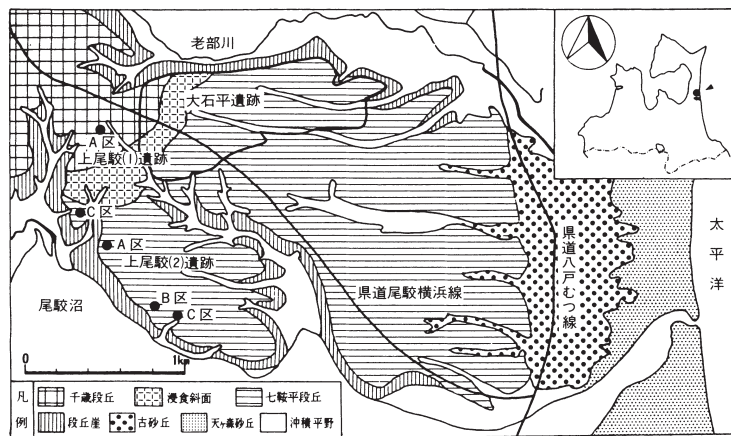 老部川
大石平遺跡
A区
上尾駮(1)遺跡
C区
A区
上尾駮(2)遺跡
B区
C区
尾駮沼
県道尾駮横浜線
県道八戸むつ線
太平洋
0 1km
凡例
千歳段丘
浸食斜面
七鞍平段丘
段丘崖
古砂丘
天ヶ森砂丘
沖積平野